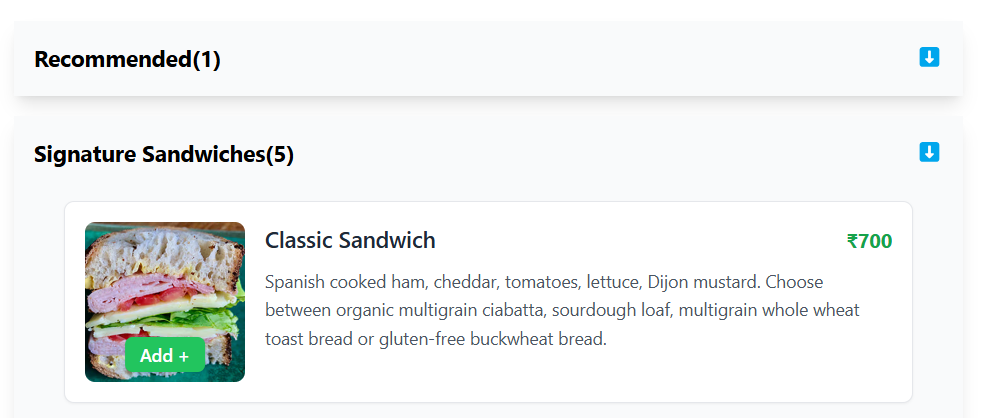 Recommended(1)
⬇️
Signature Sandwiches(5)
⬇️
Classic Sandwich
₹700
Spanish cooked ham, cheddar, tomatoes, lettuce, Dijon mustard. Choose
between organic multigrain ciabatta, sourdough loaf, multigrain whole wheat
toast bread or gluten-free buckwheat bread.
Add +